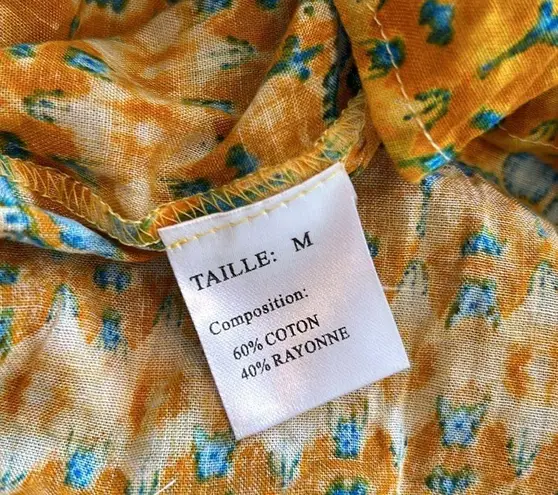 TAILLE: M
Composition:
60% COTON
40% RAYONNE